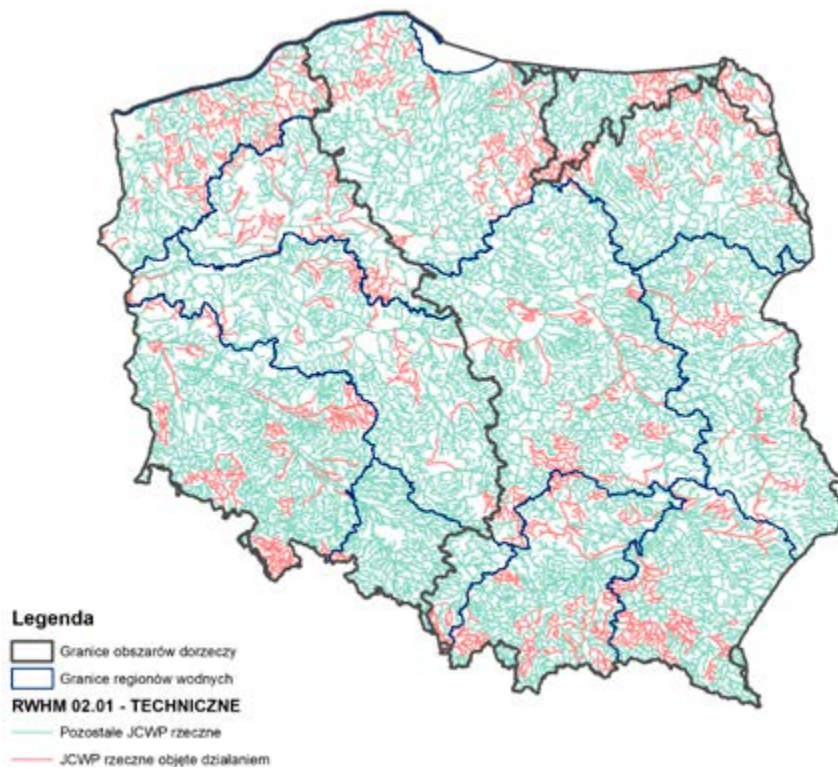 Legenda
Granice obszarów dorzeczy
Granice regionów wodnych
RWHM 02.01 - TECHNICZNE
Pozostałe JCWP rzeczne
JCWP rzeczne objęte działaniem